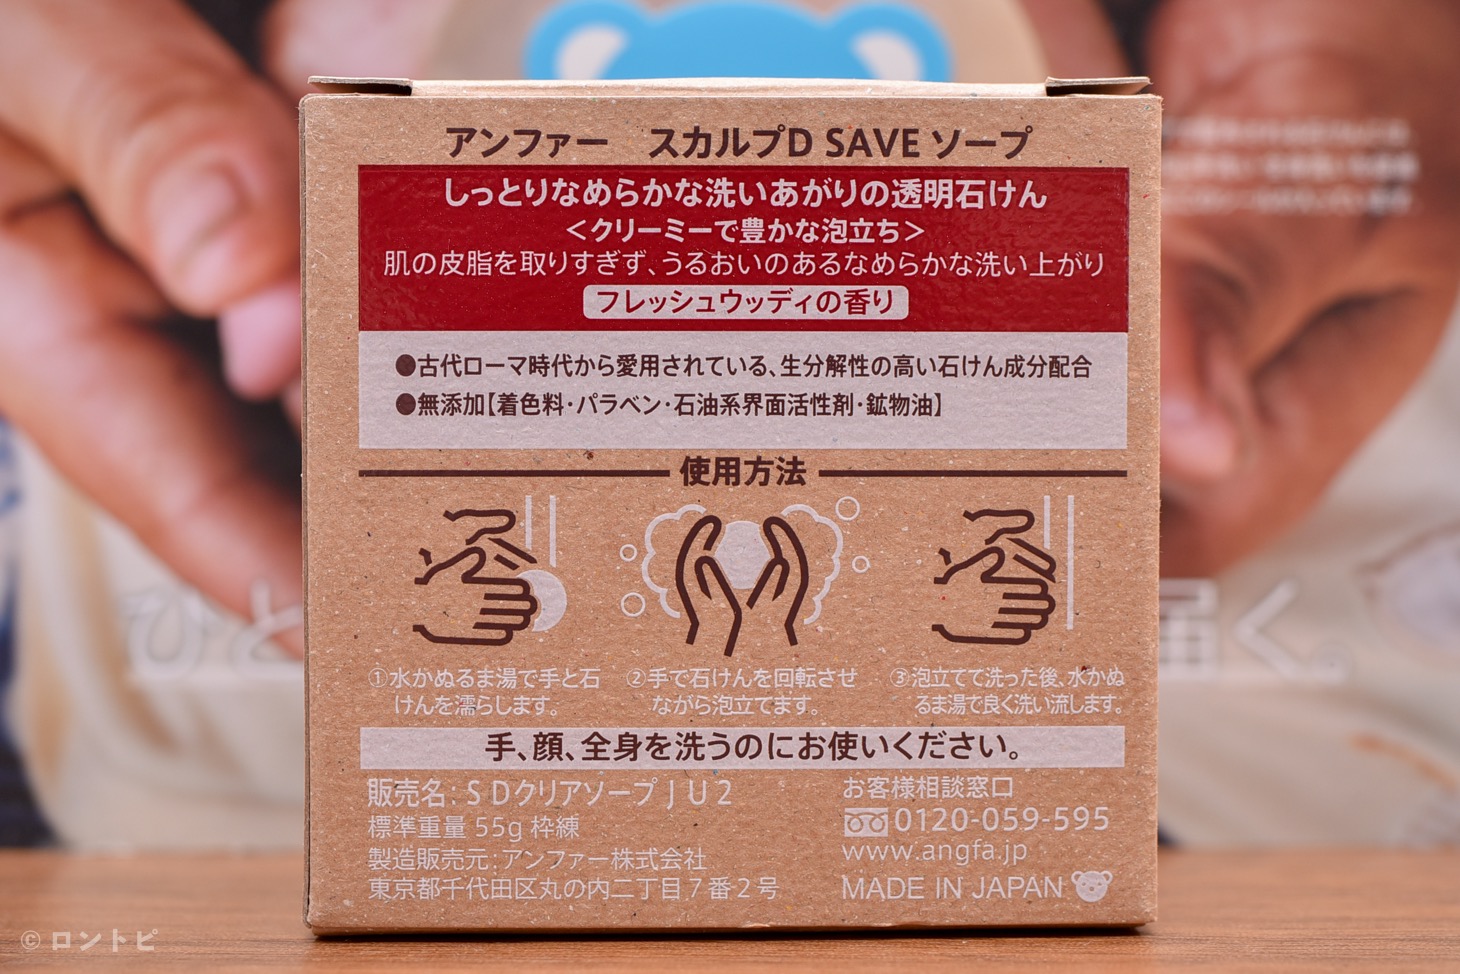 アンファー　スカルプD SAVE ソープ
しっとりなめらかな洗いあがりの透明石けん
＜クリーミーで豊かな泡立ち＞
肌の皮脂を取りすぎず、うるおいのあるなめらかな洗い上がり
フレッシュウッディの香り
●古代ローマ時代から愛用されている、生分解性の高い石けん成分配合
●無添加【着色料・パラベン・石油系界面活性剤・鉱物油】
使用方法
①水かぬるま湯で手と石
けんを濡らします。
②手で石けんを回転させ
ながら泡立てます。
③泡立てて洗った後、水かぬ
るま湯で良く洗い流します。
手、顔、全身を洗うのにお使いください。
販売名：ＳＤクリアソープＪＵ２
標準重量 55g 枠練
製造販売元：アンファー株式会社
東京都千代田区丸の内二丁目７番２号
お客様相談窓口
0120-059-595
www.angfa.jp
MADE IN JAPAN
ひと
届く。
© ロントピ